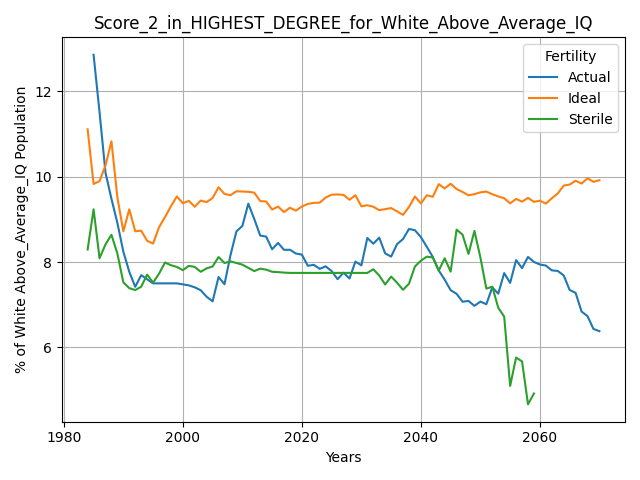 Score_2_in_HIGHEST_DEGREE_for_White_Above_Average_IQ
% of White Above_Average_IQ Population
12
10
8
6
Fertility
Actual
Ideal
Sterile
1980
2000
2020
2040
2060
Years